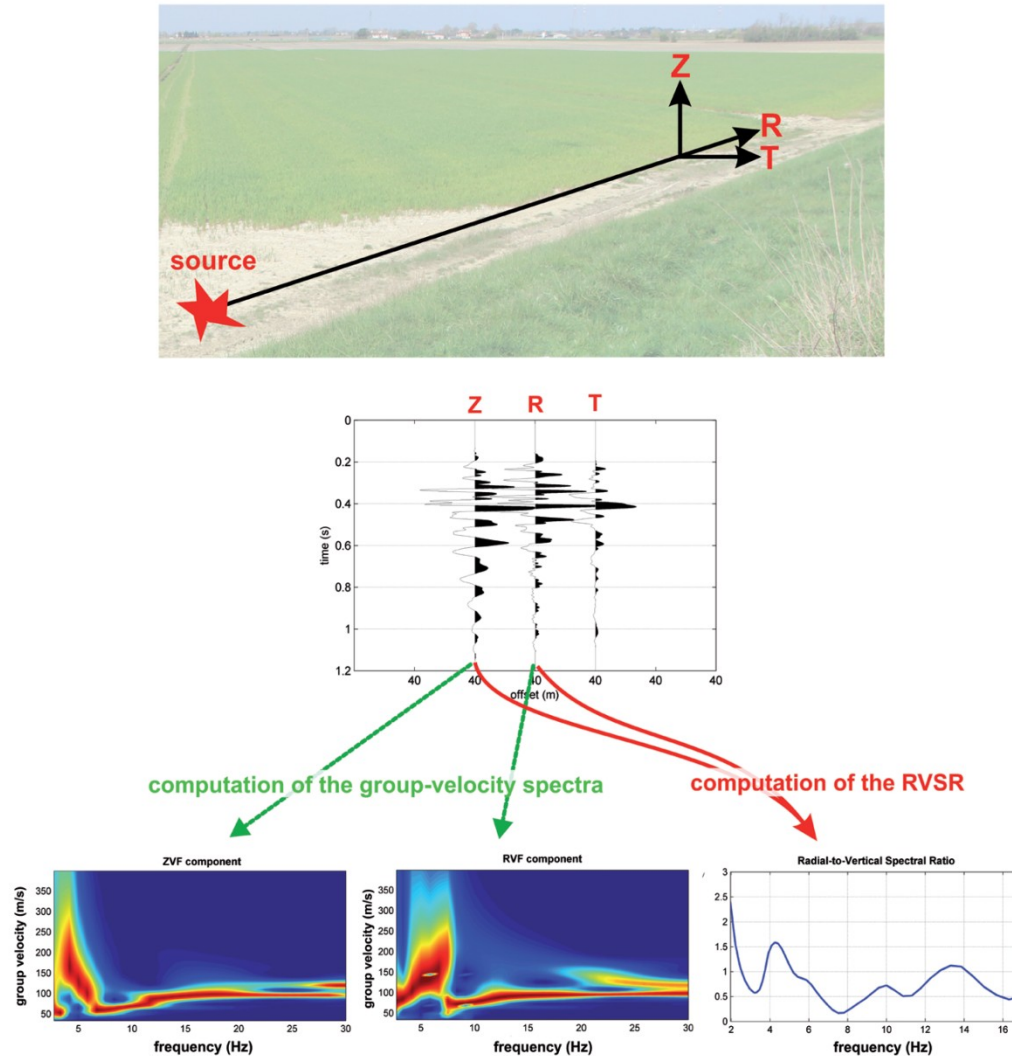 Z
R
T
source
Z R T
0
0.2
0.4
0.6
0.8
1
1.2
time (s)
40 40 40 40 40
offset (m)
computation of the group-velocity spectra
computation of the RVSR
ZVF component
350
300
250
200
150
100
50
group velocity (m/s)
5 10 15 20 25 30
frequency (Hz)
RVF component
350
300
250
200
150
100
50
group velocity (m/s)
5 10 15 20 25 30
frequency (Hz)
Radial-to-Vertical Spectral Ratio
3
2.5
2
1.5
1
0.5
0
2 4 6 8 10 12 14 16
frequency (Hz)